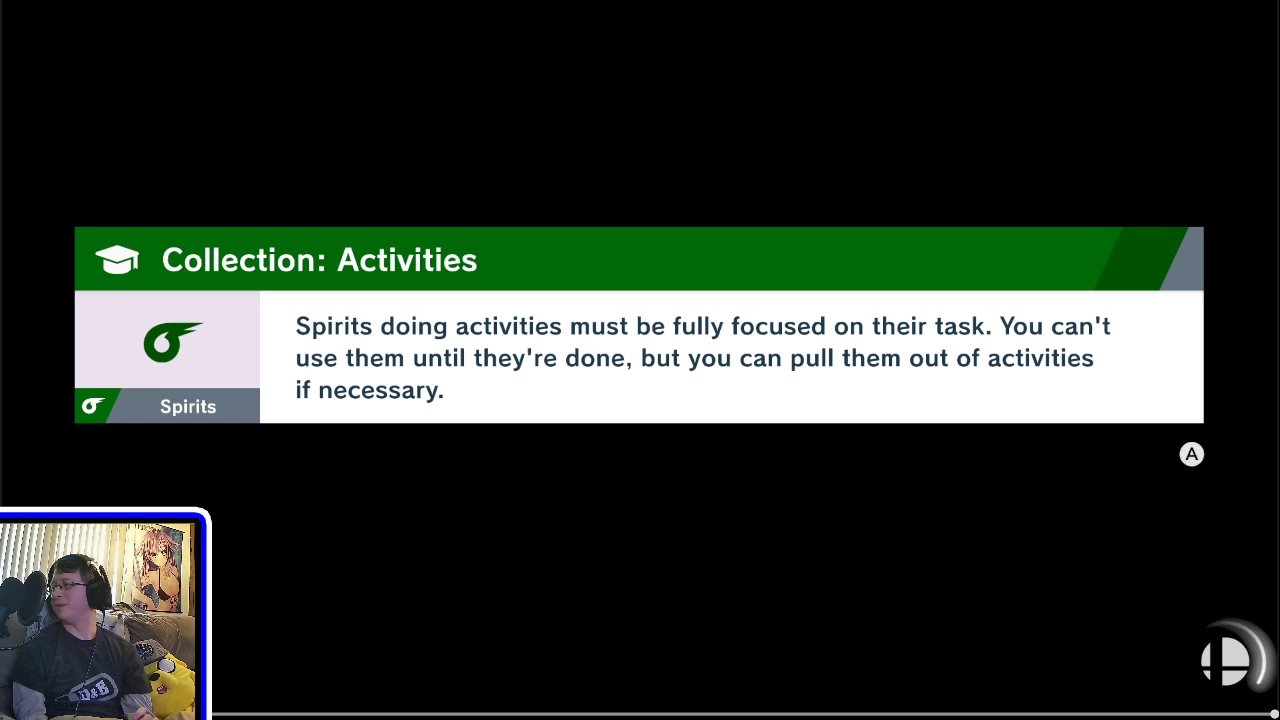 Collection: Activities
Spirits doing activities must be fully focused on their task. You can't
use them until they're done, but you can pull them out of activities
if necessary.
Spirits
A
D&B